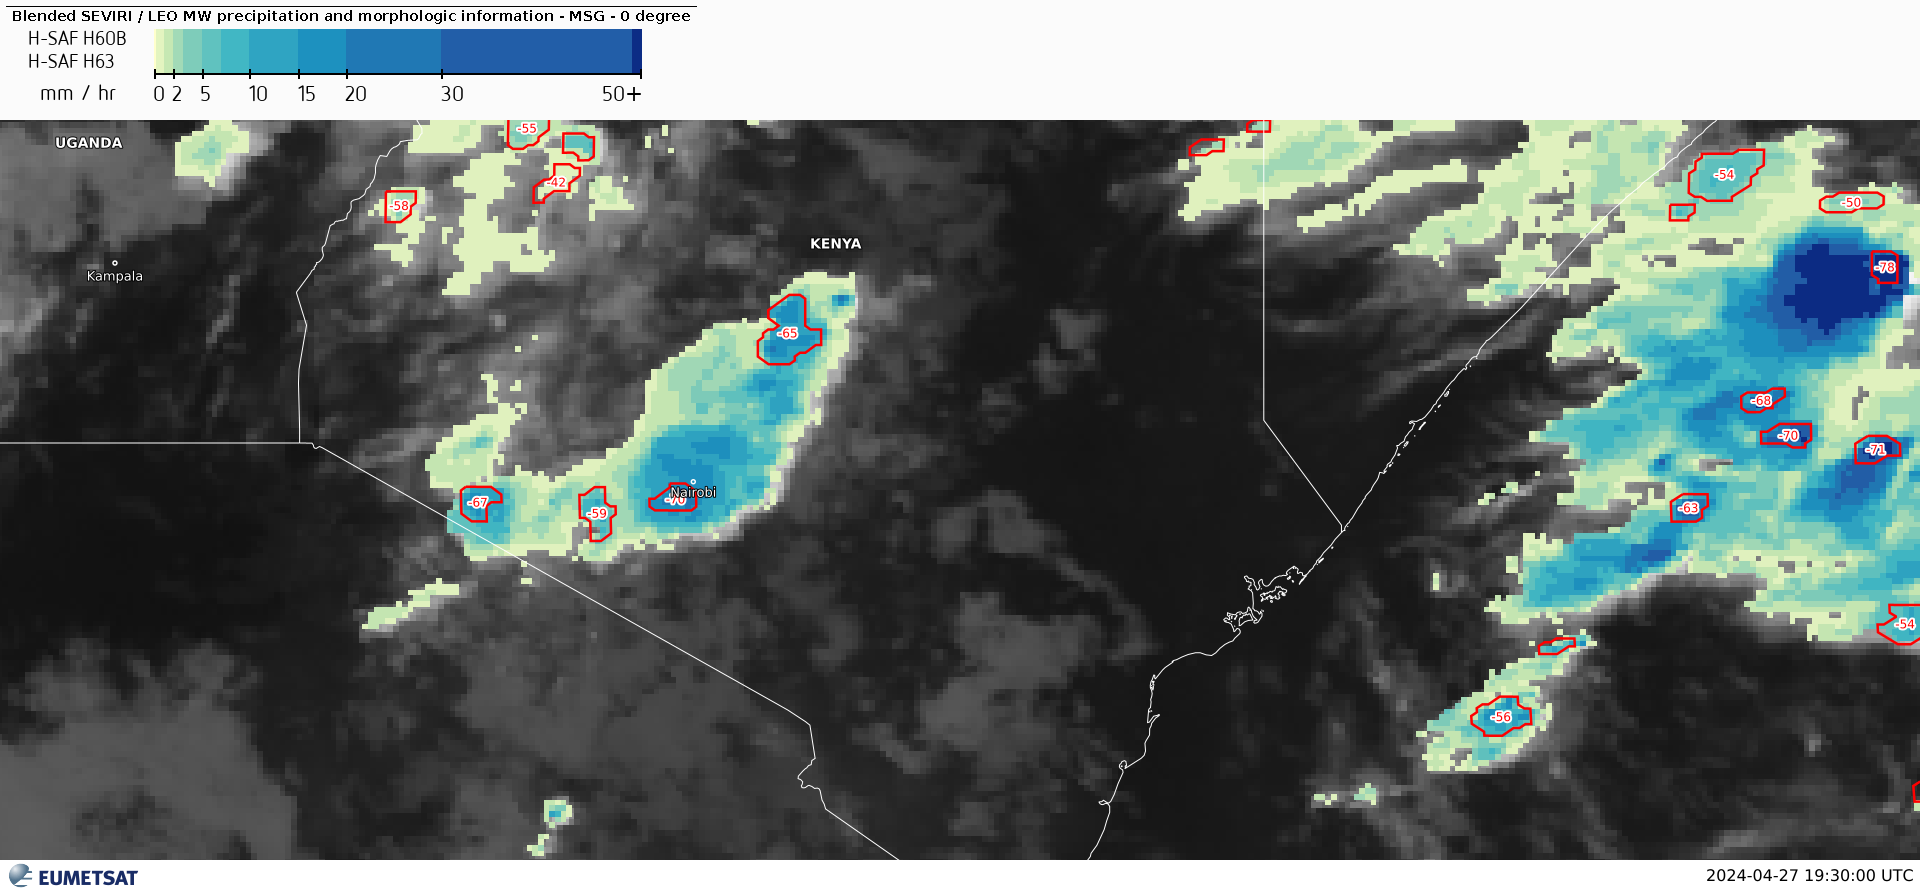 Blended SEVIRI / LEO MW precipitation and morphologic information - MSG - 0 degree
H-SAF H60B
H-SAF H63
mm / hr 0 2 5 10 15 20 30 50+
UGANDA
-55
-42
-58
-54
-50
KENYA
-78
Kampala
-65
-68
-70
-71
Nairobi
-70
-67
-59
-63
-54
-56
EUMETSAT
2024-04-27 19:30:00 UTC